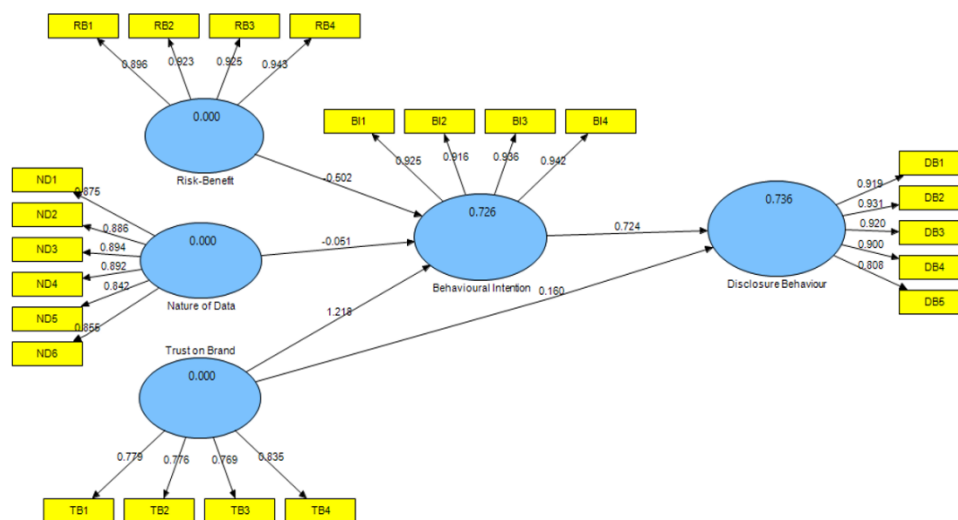 RB1 RB2 RB3 RB4
0.896 0.923 0.925 0.943
0.000
Risk-Benefit
BI1 BI2 BI3 BI4
0.925 0.916 0.936 0.942
0.726
Behavioural Intention
ND1
ND2
ND3
ND4
ND5
ND6
0.875
0.886
0.894
0.892
0.842
0.855
0.000
Nature of Data
-0.502
-0.051
1.218
0.724
0.160
0.736
Disclosure Behaviour
DB1
DB2
DB3
DB4
DB5
0.919
0.931
0.920
0.900
0.808
Trust on Brand
0.000
0.779 0.776 0.769 0.835
TB1 TB2 TB3 TB4